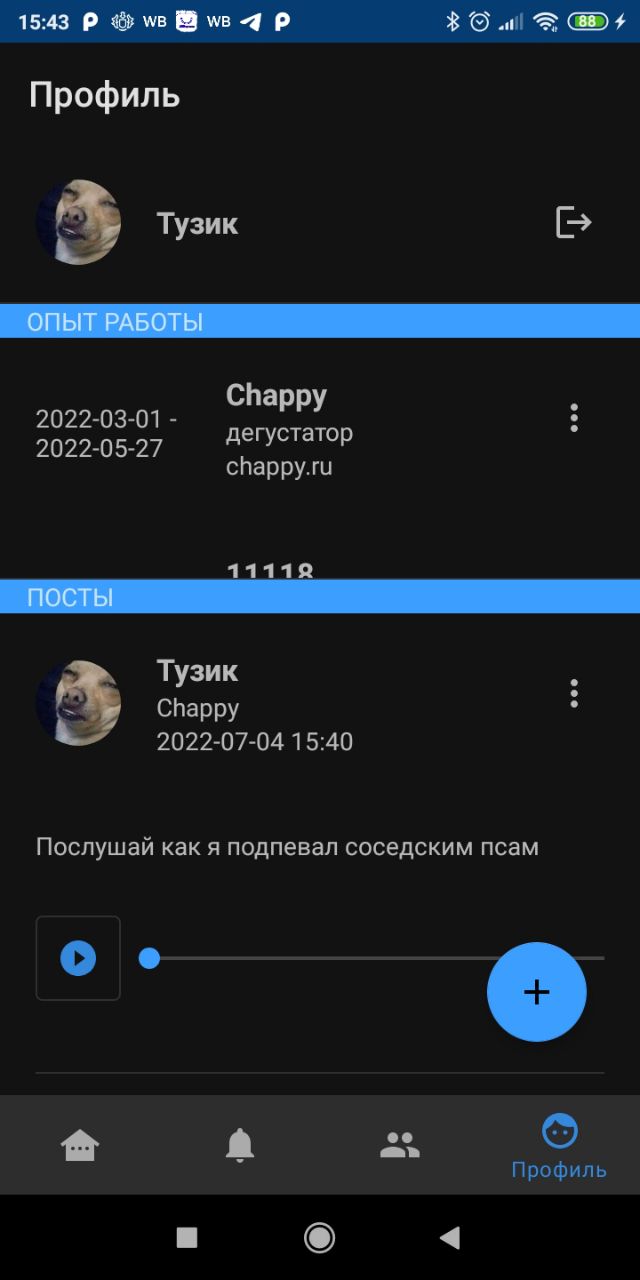 15:43 P WB WB P 88
Профиль
Тузик
ОПЫТ РАБОТЫ
2022-03-01 -
2022-05-27
Chappy
дегустатор
chappy.ru
11118
ПОСТЫ
Тузик
Chappy
2022-07-04 15:40
Послушай как я подпевал соседским псам
+
Профиль